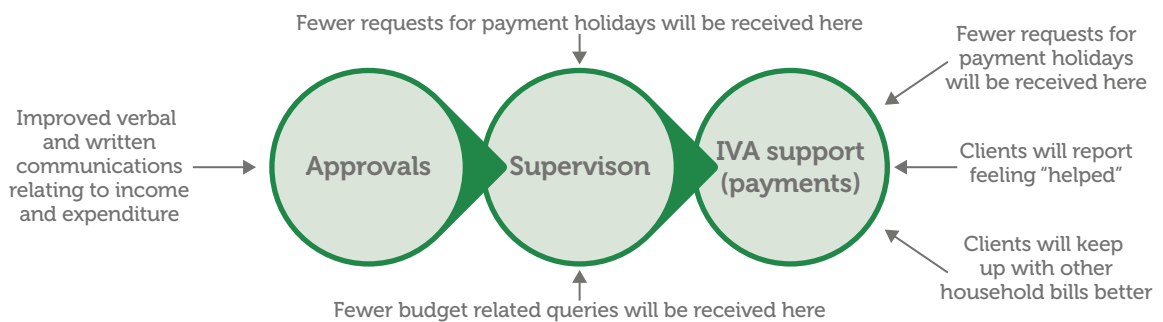 Fewer requests for payment holidays will be received here
Improved verbal
and written
communications
relating to income
and expenditure
Approvals
Supervison
IVA support
(payments)
Fewer requests for
payment holidays
will be received here
Clients will report
feeling “helped”
Clients will keep
up with other
household bills better
Fewer budget related queries will be received here